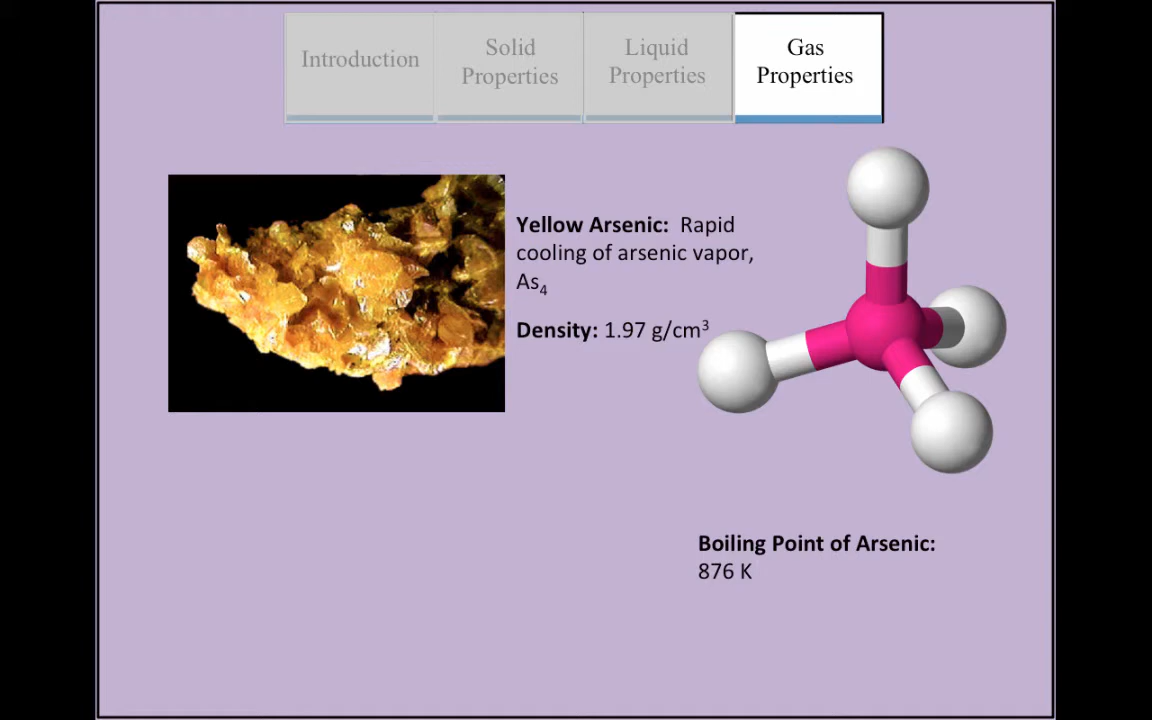 Introduction
Solid
Properties
Liquid
Properties
Gas
Properties
Yellow Arsenic: Rapid
cooling of arsenic vapor,
As₄
Density: 1.97 g/cm³
Boiling Point of Arsenic:
876 K